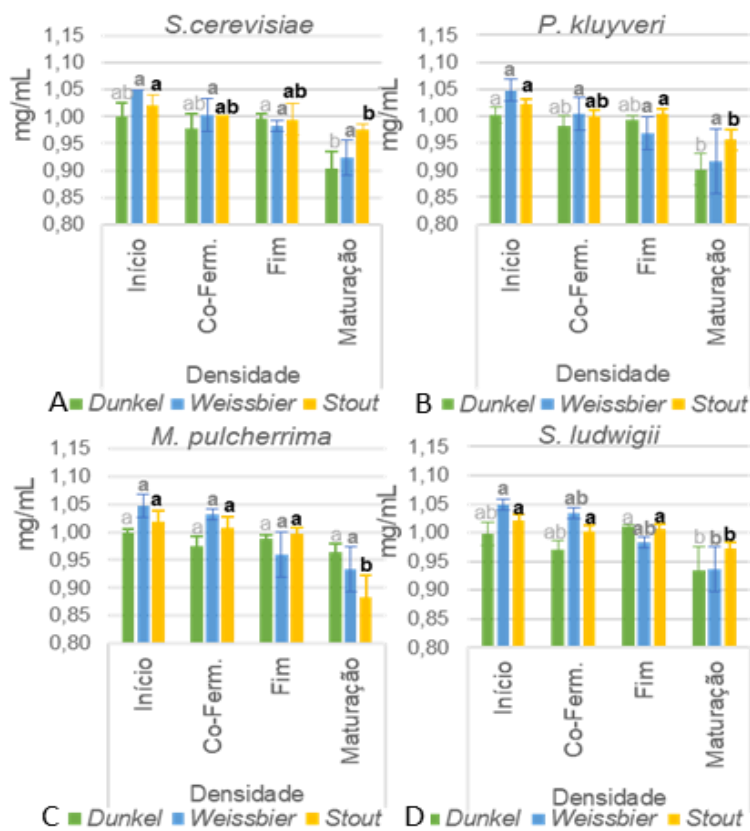 S.cerevisiae
mg/mL
1,15
1,10
1,05
1,00
0,95
0,90
0,85
0,80
ab a a
ab a ab
a a ab
b a b
Início
Co-Ferm.
Fim
Maturação
Densidade
A Dunkel Weissbier Stout
P. kluyveri
mg/mL
1,15
1,10
1,05
1,00
0,95
0,90
0,85
0,80
a a a
ab a ab
ab a a
b a b
Início
Co-Ferm.
Fim
Maturação
Densidade
B Dunkel Weissbier Stout
M. pulcherrima
mg/mL
1,15
1,10
1,05
1,00
0,95
0,90
0,85
0,80
a a a
a a a
a a a
a a b
Início
Co-Ferm.
Fim
Maturação
Densidade
C Dunkel Weissbier Stout
S. ludwigii
mg/mL
1,15
1,10
1,05
1,00
0,95
0,90
0,85
0,80
ab a a
b ab a
a ab a
b b b
Início
Co-Ferm.
Fim
Maturação
Densidade
D Dunkel Weissbier Stout